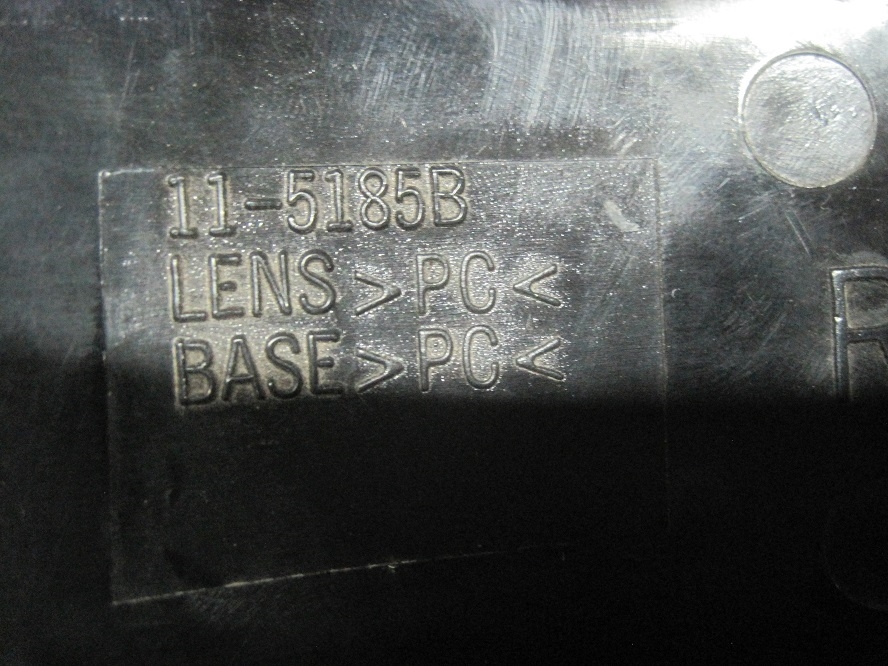 11-5185B
LENS>PC<
BASE>PC<
R